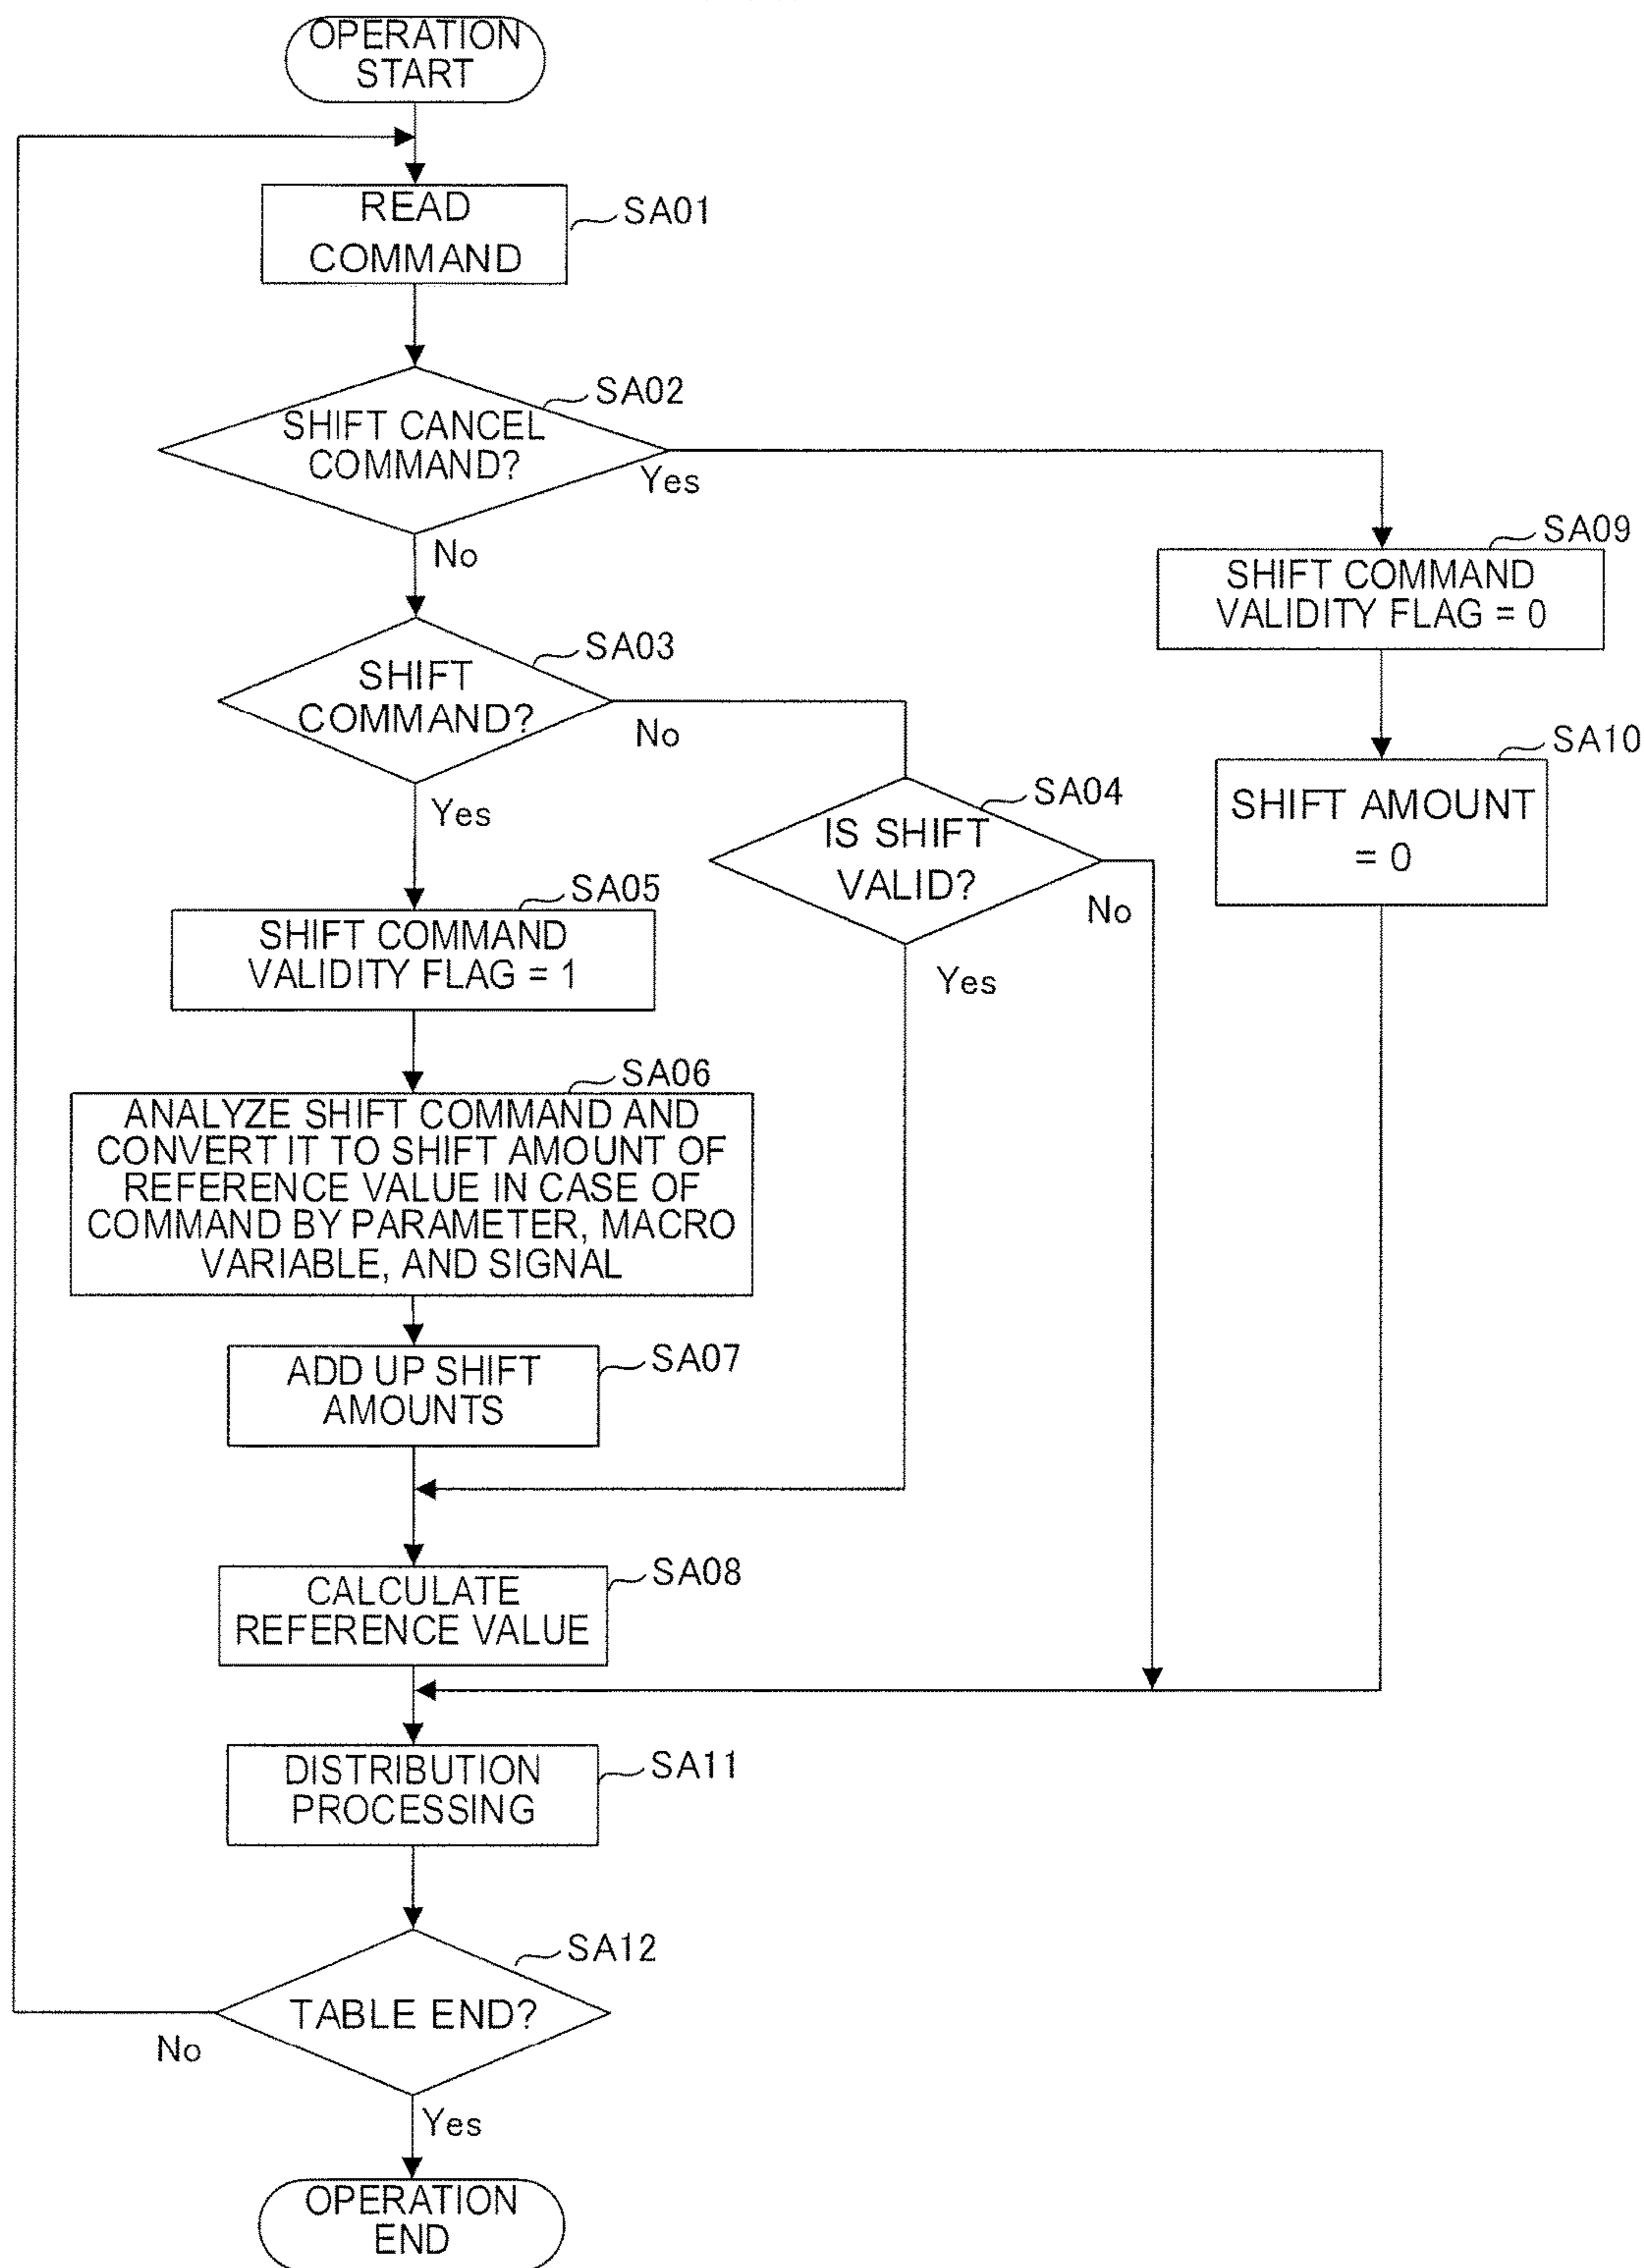 OPERATION
START
READ
COMMAND
SA01
SA02
SHIFT CANCEL
COMMAND?
Yes
No
SA09
SHIFT COMMAND
VALIDITY FLAG = 0
SA03
SHIFT
COMMAND?
No
Yes
SA10
SHIFT AMOUNT
= 0
SA04
IS SHIFT
VALID?
No
Yes
SA05
SHIFT COMMAND
VALIDITY FLAG = 1
SA06
ANALYZE SHIFT COMMAND AND
CONVERT IT TO SHIFT AMOUNT OF
REFERENCE VALUE IN CASE OF
COMMAND BY PARAMETER, MACRO
VARIABLE, AND SIGNAL
SA07
ADD UP SHIFT
AMOUNTS
SA08
CALCULATE
REFERENCE VALUE
SA11
DISTRIBUTION
PROCESSING
SA12
TABLE END?
No
Yes
OPERATION
END